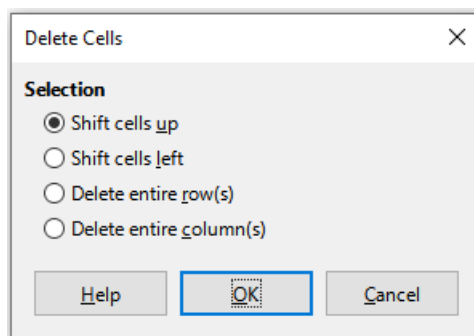 Delete Cells
Selection
Shift cells up
Shift cells left
Delete entire row(s)
Delete entire column(s)
Help OK Cancel